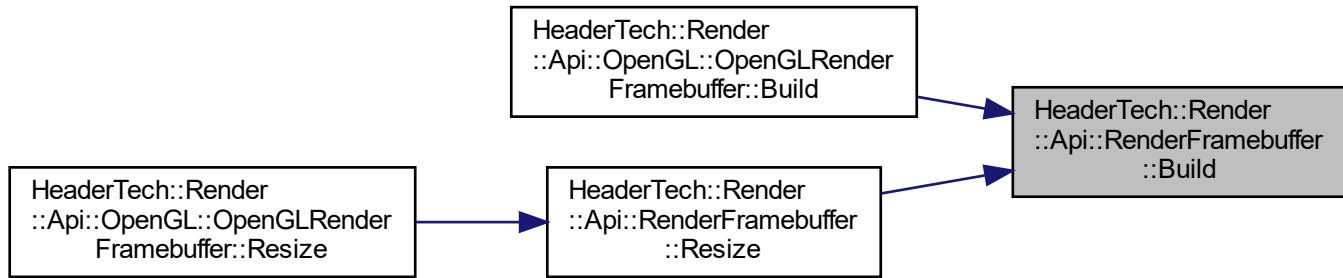 HeaderTech::Render
::Api::OpenGL::OpenGLRender
Framebuffer::Build
HeaderTech::Render
::Api::RenderFramebuffer
::Build
HeaderTech::Render
::Api::OpenGL::OpenGLRender
Framebuffer::Resize
HeaderTech::Render
::Api::RenderFramebuffer
::Resize